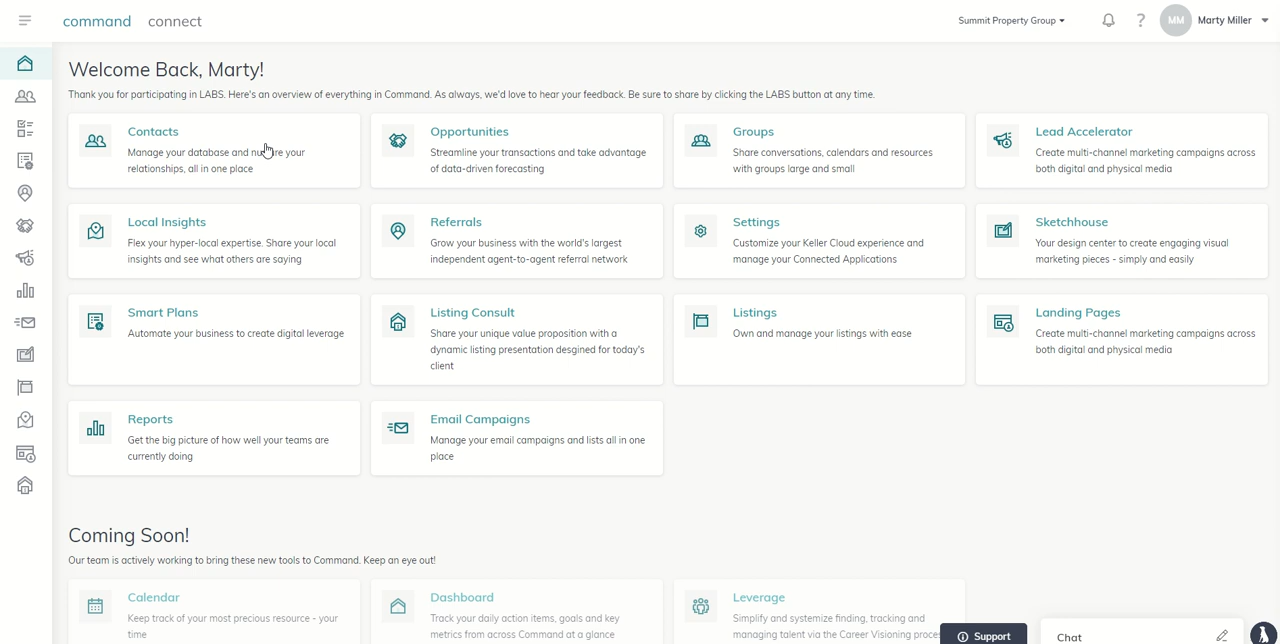 command connect
Summit Property Group
MM
Marty Miller
Welcome Back, Marty!
Thank you for participating in LABS. Here's an overview of everything in Command. As always, we'd love to hear your feedback. Be sure to share by clicking the LABS button at any time.
Contacts
Manage your database and your
relationships, all in one place
Opportunities
Streamline your transactions and take advantage
of data-driven forecasting
Groups
Share conversations, calendars and resources
with groups large and small
Lead Accelerator
Create multi-channel marketing campaigns across
both digital and physical media
Local Insights
Flex your hyper-local expertise. Share your local
insights and see what others are saying
Referrals
Grow your business with the world's largest
independent agent-to-agent referral network
Settings
Customize your Keller Cloud experience and
manage your Connected Applications
Sketchhouse
Your design center to create engaging visual
marketing pieces - simply and easily
Smart Plans
Automate your business to create digital leverage
Listing Consult
Share your unique value proposition with a
dynamic listing presentation desgined for today's
client
Listings
Own and manage your listings with ease
Landing Pages
Create multi-channel marketing campaigns across
both digital and physical media
Reports
Get the big picture of how well your teams are
currently doing
Email Campaigns
Manage your email campaigns and lists all in one
place
Coming Soon!
Our team is actively working to bring these new tools to Command. Keep an eye out!
Calendar
Keep track of your most precious resource - your
time
Dashboard
Track your daily action items, goals and key
metrics from across Command at a glance
Leverage
Simplify and systemize finding, tracking and
managing talent via the Career Visioning
Support
Chat